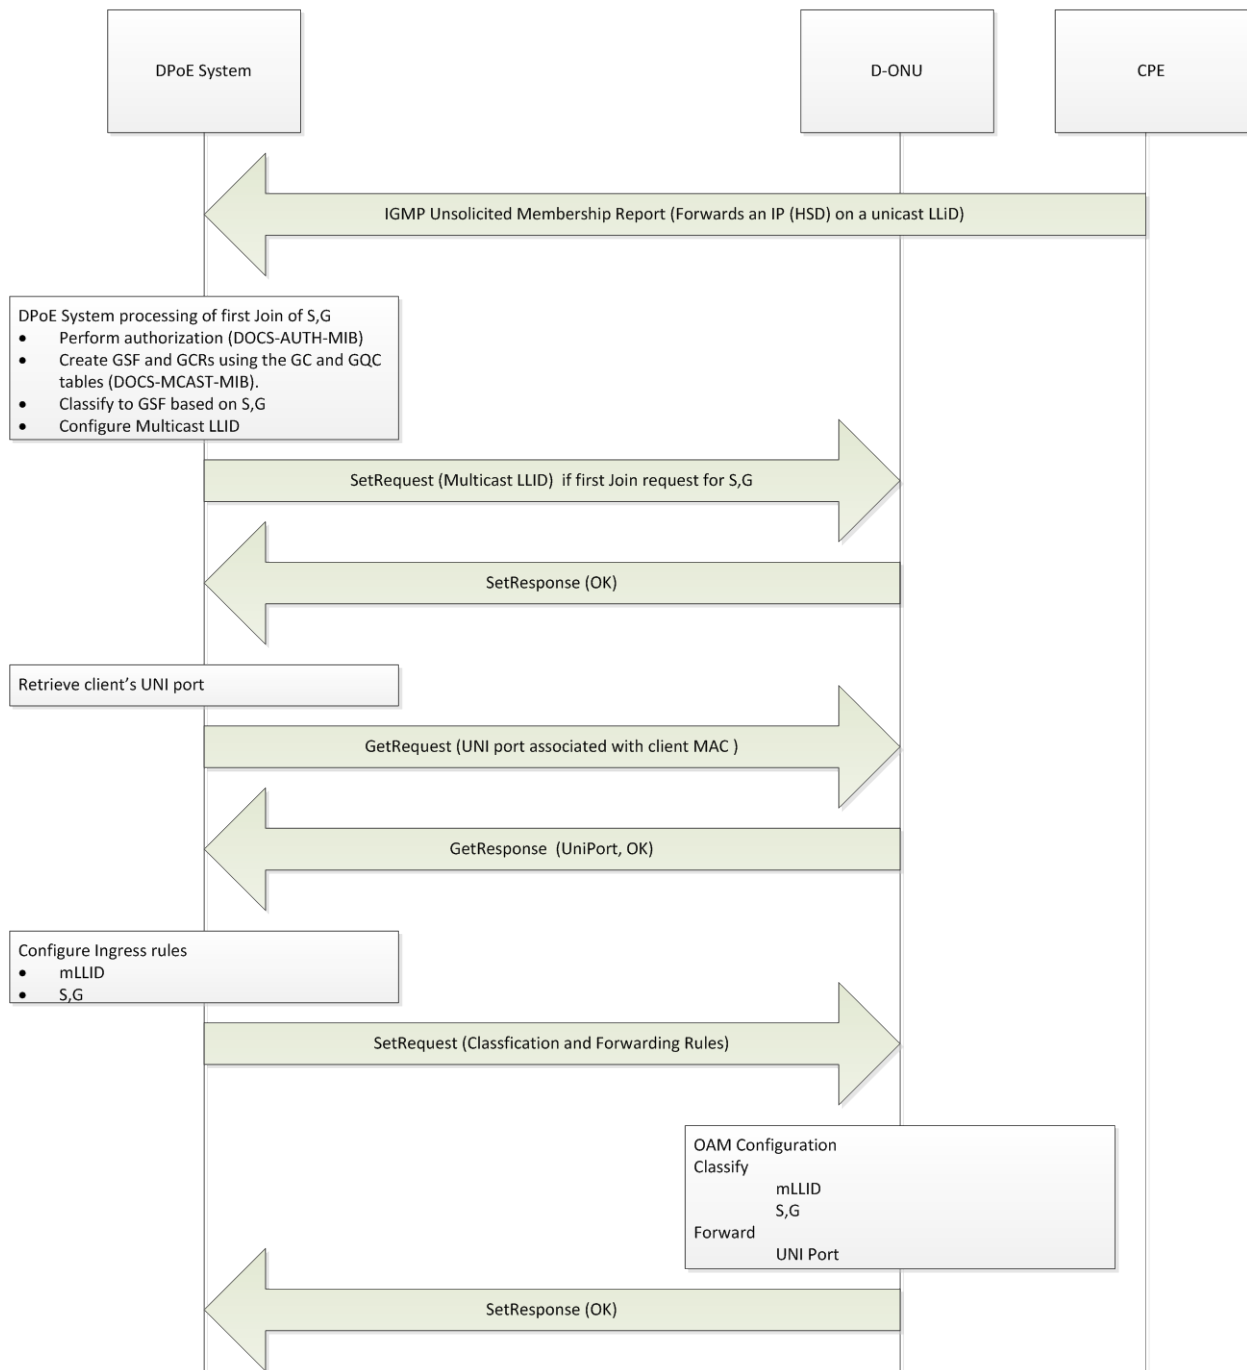 DPoE System
D-ONU
CPE
IGMP Unsolicited Membership Report (Forwards an IP (HSD) on a unicast LLiD)
DPoE System processing of first Join of S,G
• Perform authorization (DOCS-AUTH-MIB)
• Create GSF and GCRs using the GC and GQC
tables (DOCS-MCAST-MIB).
• Classify to GSF based on S,G
• Configure Multicast LLID
SetRequest (Multicast LLID) if first Join request for S,G
SetResponse (OK)
Retrieve client's UNI port
GetRequest (UNI port associated with client MAC )
GetResponse (UniPort, OK)
Configure Ingress rules
• mLLID
• S,G
SetRequest (Classfication and Forwarding Rules)
OAM Configuration
Classify
mLLID
S,G
Forward
UNI Port
SetResponse (OK)